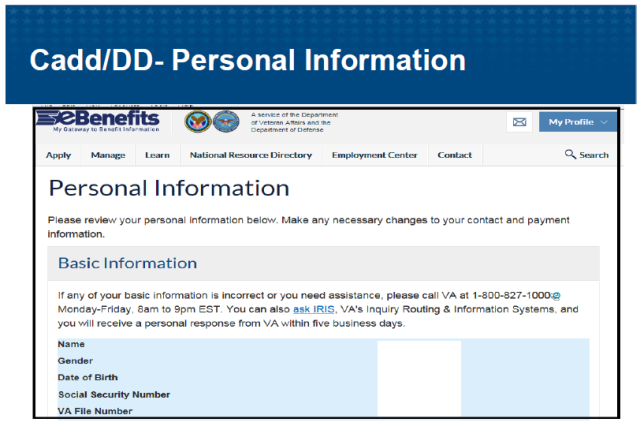 Cadd/DD- Personal Information
eBenefits
My Gateway to Benefit Information
A service of the Department
of Veteran Affairs and the
Department of Defense
My Profile
Apply Manage Learn National Resource Directory Employment Center Contact Search
Personal Information
Please review your personal information below. Make any necessary changes to your contact and payment
information.
Basic Information
If any of your basic information is incorrect or you need assistance, please call VA at 1-800-827-1000
Monday-Friday, 8am to 9pm EST. You can also ask IRIS, VA's Inquiry Routing & Information Systems, and
you will receive a personal response from VA within five business days.
Name
Gender
Date of Birth
Social Security Number
VA File Number